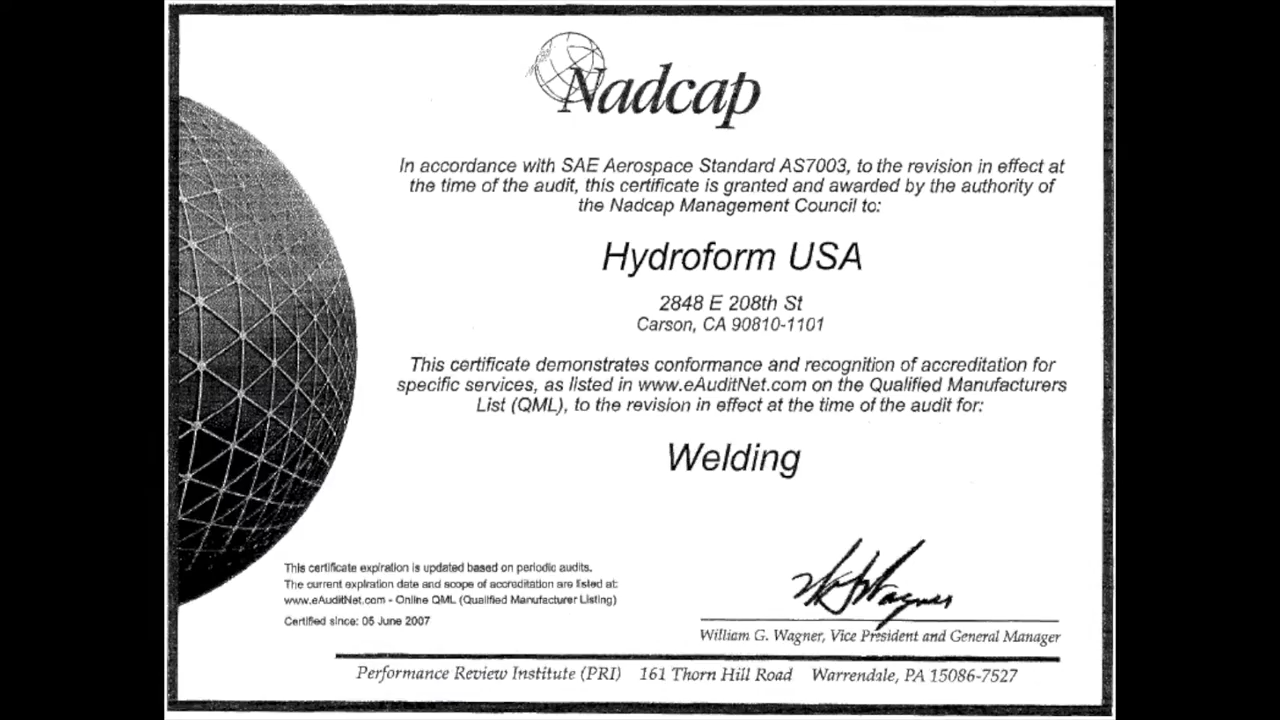 Nadcap
In accordance with SAE Aerospace Standard AS7003, to the revision in effect at
the time of the audit, this certificate is granted and awarded by the authority of
the Nadcap Management Council to:
Hydroform USA
2848 E 208th St
Carson, CA 90810-1101
This certificate demonstrates conformance and recognition of accreditation for
specific services, as listed in www.eAuditNet.com on the Qualified Manufacturers
List (QML), to the revision in effect at the time of the audit for:
Welding
This certificate expiration is updated based on periodic audits.
The current expiration date and scope of accreditation are listed at:
www.eAuditNet.com - Online QML (Qualified Manufacturer Listing)
Certified since: 05 June 2007
William G. Wagner, Vice President and General Manager
Performance Review Institute (PRI) 161 Thorn Hill Road Warrendale, PA 15086-7527